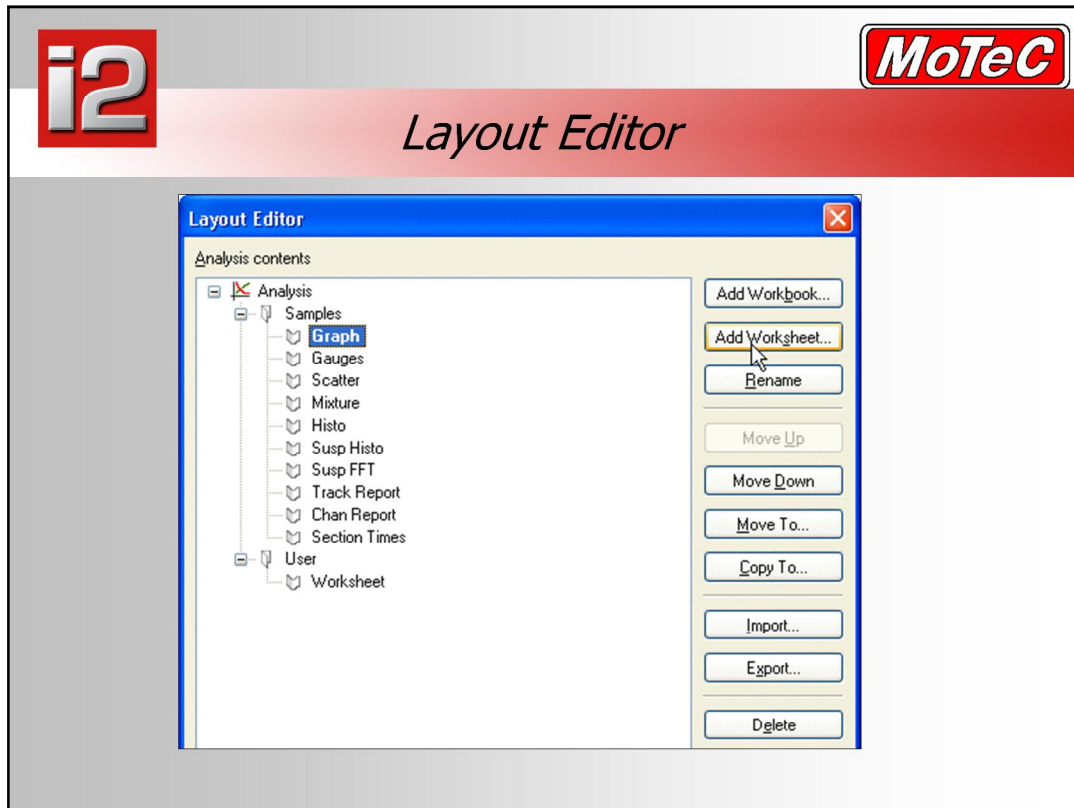 i2
MoTeC
Layout Editor
Layout Editor
Analysis contents
Analysis
Samples
Graph
Gauges
Scatter
Mixture
Histo
Susp Histo
Susp FFT
Track Report
Chan Report
Section Times
User
Worksheet
Add Workbook...
Add Worksheet...
Rename
Move Up
Move Down
Move To...
Copy To...
Import...
Export...
Delete